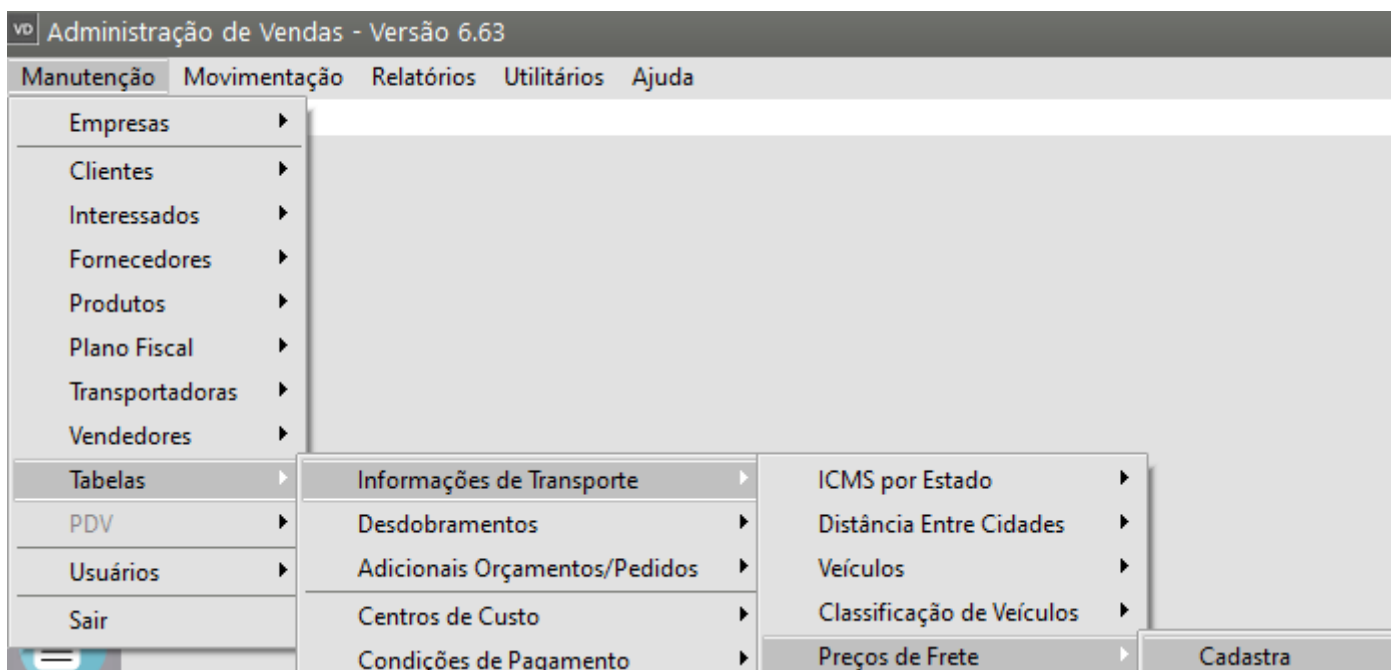 VD Administração de Vendas - Versão 6.63
Manutenção Movimentação Relatórios Utilitários Ajuda
Empresas
Clientes
Interessados
Fornecedores
Produtos
Plano Fiscal
Transportadoras
Vendedores
Tabelas
PDV
Usuários
Sair
Informações de Transporte
Desdobramentos
Adicionais Orçamentos/Pedidos
Centros de Custo
Condições de Pagamento
ICMS por Estado
Distância Entre Cidades
Veículos
Classificação de Veículos
Preços de Frete
Cadastra